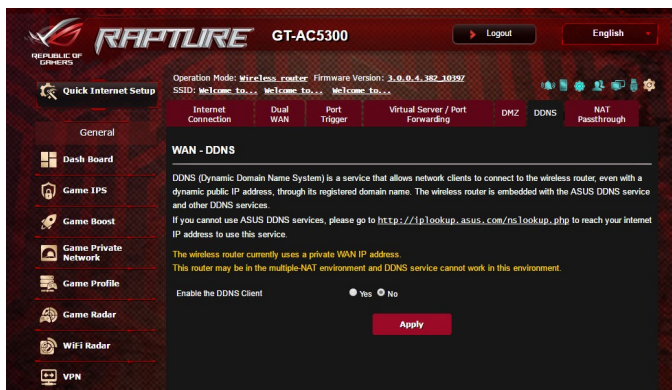 REPUBLIC OF
GAMERS
RAPTURE
GT-AC5300
Logout
English
Quick Internet Setup
Operation Mode: Wireless router Firmware Version: 3.0.0.4.382_10397
SSID: Welcome to... Welcome to... Welcome to...
Internet
Connection
Dual
WAN
Port
Trigger
Virtual Server / Port
Forwarding
DMZ
DDNS
NAT
Passthrough
General
Dash Board
Game IPS
Game Boost
Game Private
Network
Game Profile
Game Radar
WiFi Radar
VPN
WAN - DDNS
DDNS (Dynamic Domain Name System) is a service that allows network clients to connect to the wireless router, even with a
dynamic public IP address, through its registered domain name. The wireless router is embedded with the ASUS DDNS service
and other DDNS services.
If you cannot use ASUS DDNS services, please go to http://iplookup.asus.com/nslookup.php to reach your internet
IP address to use this service.
The wireless router currently uses a private WAN IP address.
This router may be in the multiple-NAT environment and DDNS service cannot work in this environment.
Enable the DDNS Client
Yes No
Apply